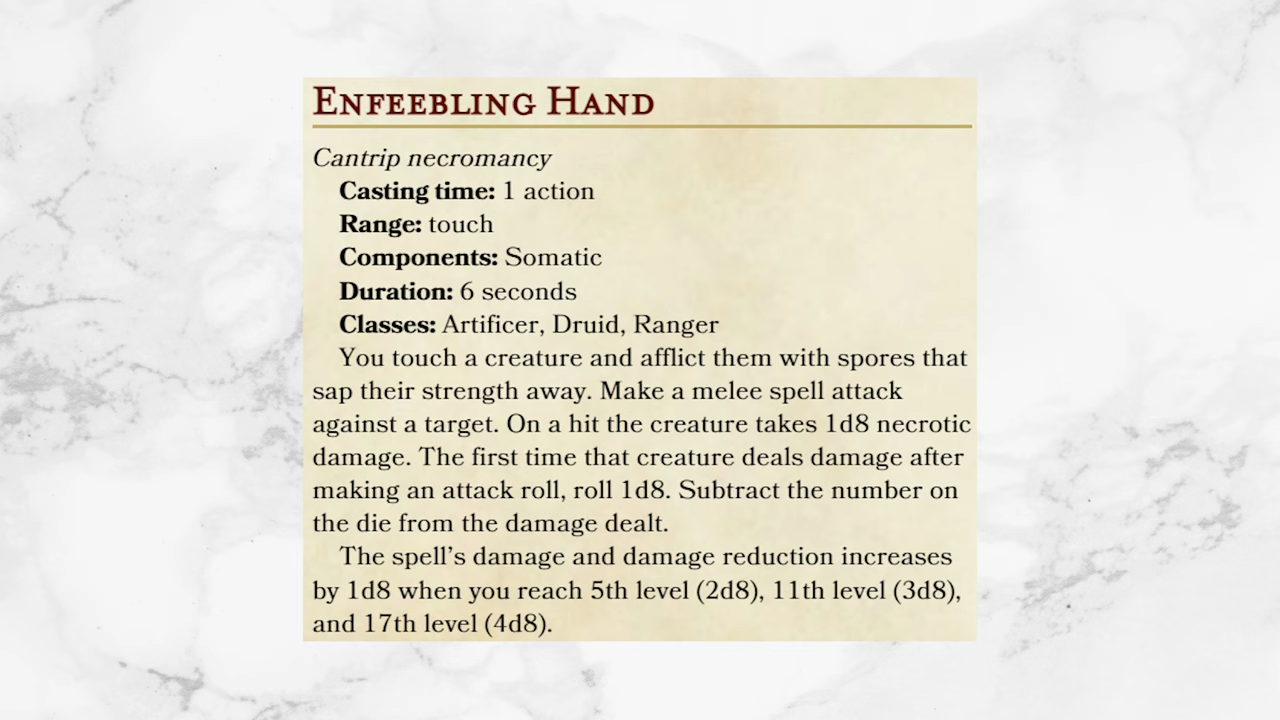 Enfeebling Hand
Cantrip necromancy
Casting time: 1 action
Range: touch
Components: Somatic
Duration: 6 seconds
Classes: Artificer, Druid, Ranger
You touch a creature and afflict them with spores that
sap their strength away. Make a melee spell attack
against a target. On a hit the creature takes 1d8 necrotic
damage. The first time that creature deals damage after
making an attack roll, roll 1d8. Subtract the number on
the die from the damage dealt.
The spell’s damage and damage reduction increases
by 1d8 when you reach 5th level (2d8), 11th level (3d8),
and 17th level (4d8).